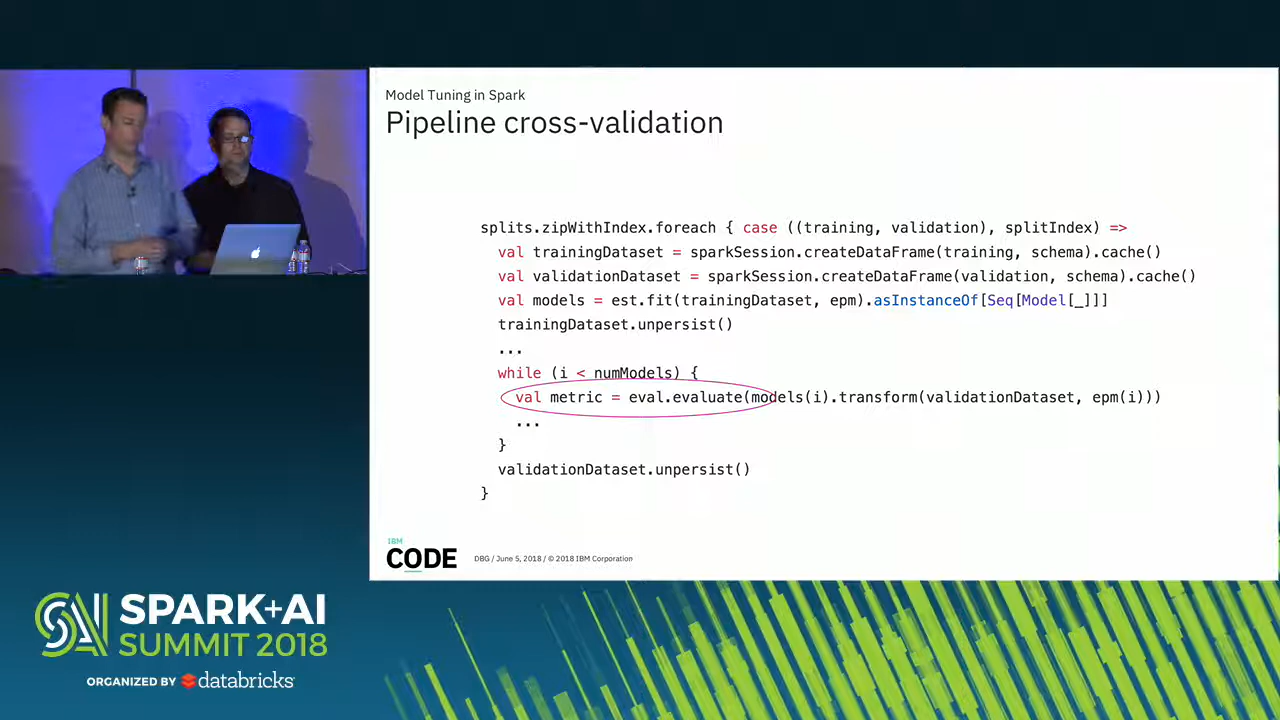 Model Tuning in Spark
Pipeline cross-validation
splits.zipWithIndex.foreach { case ((training, validation), splitIndex) =>
val trainingDataset = sparkSession.createDataFrame(training, schema).cache()
val validationDataset = sparkSession.createDataFrame(validation, schema).cache()
val models = est.fit(trainingDataset, epm).asInstanceOf[Seq[Model[_]]]
trainingDataset.unpersist()
...
while (i < numModels) {
val metric = eval.evaluate(models(i).transform(validationDataset, epm(i)))
...
}
validationDataset.unpersist()
}
IBM
CODE
DBG / June 5, 2018 / © 2018 IBM Corporation
SPARK+AI
SUMMIT 2018
ORGANIZED BY databricks